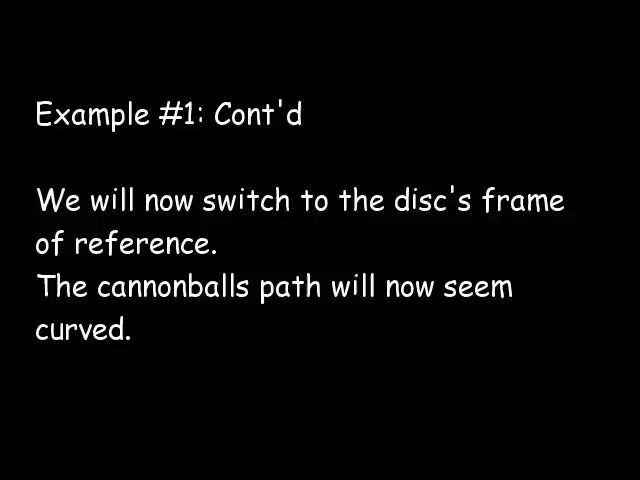 Example #1: Cont'd
We will now switch to the disc's frame
of reference.
The cannonballs path will now seem
curved.